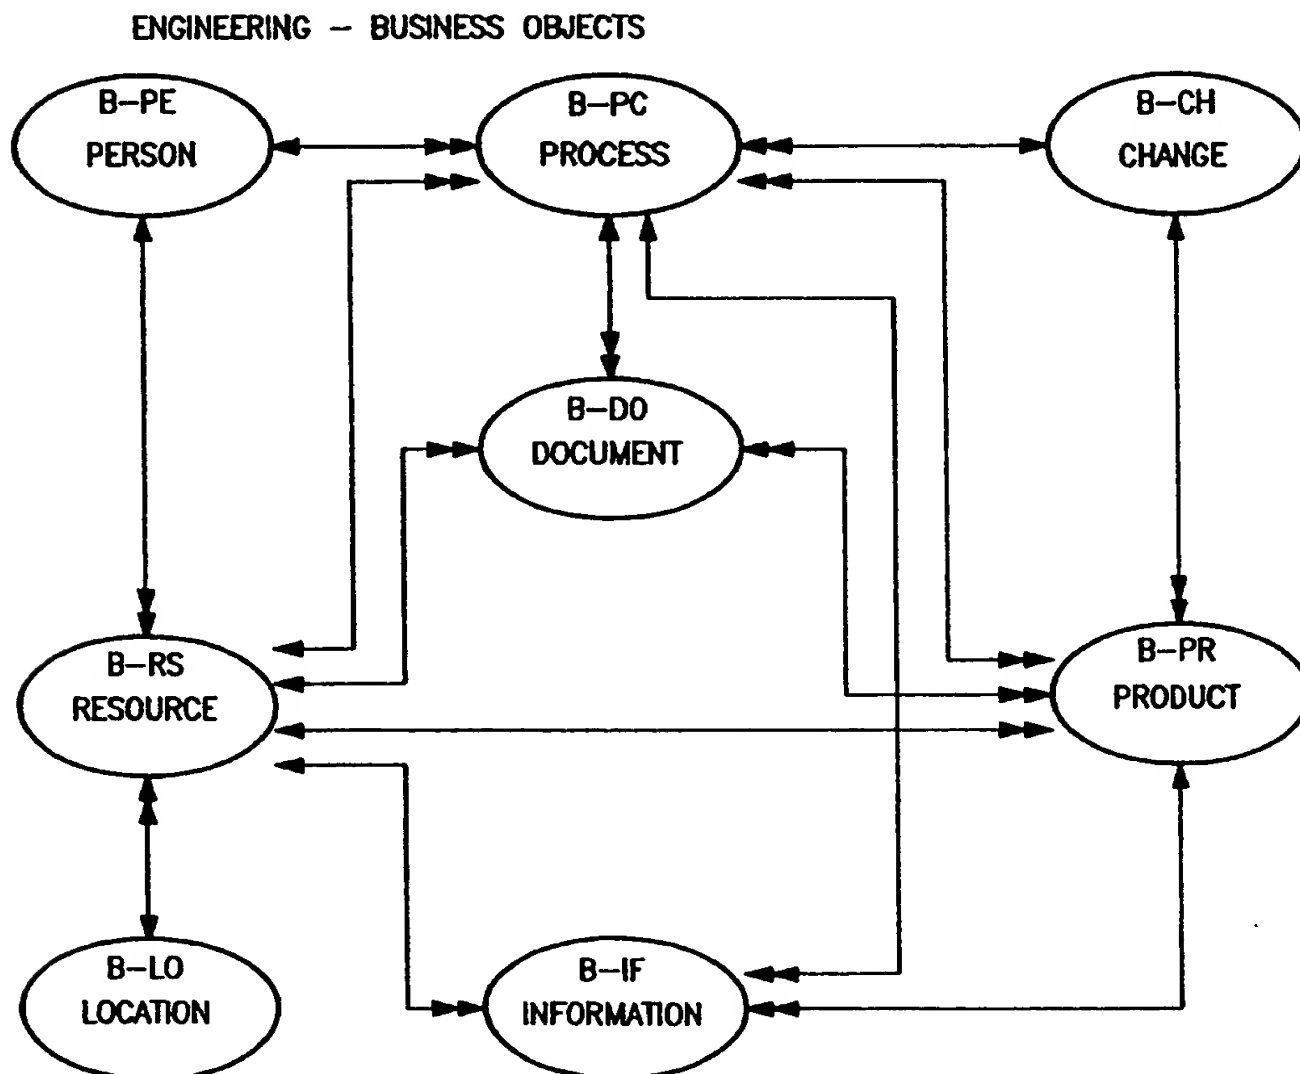 ENGINEERING – BUSINESS OBJECTS
B–PE
PERSON
B–PC
PROCESS
B–CH
CHANGE
B–DO
DOCUMENT
B–RS
RESOURCE
B–PR
PRODUCT
B–LO
LOCATION
B–IF
INFORMATION